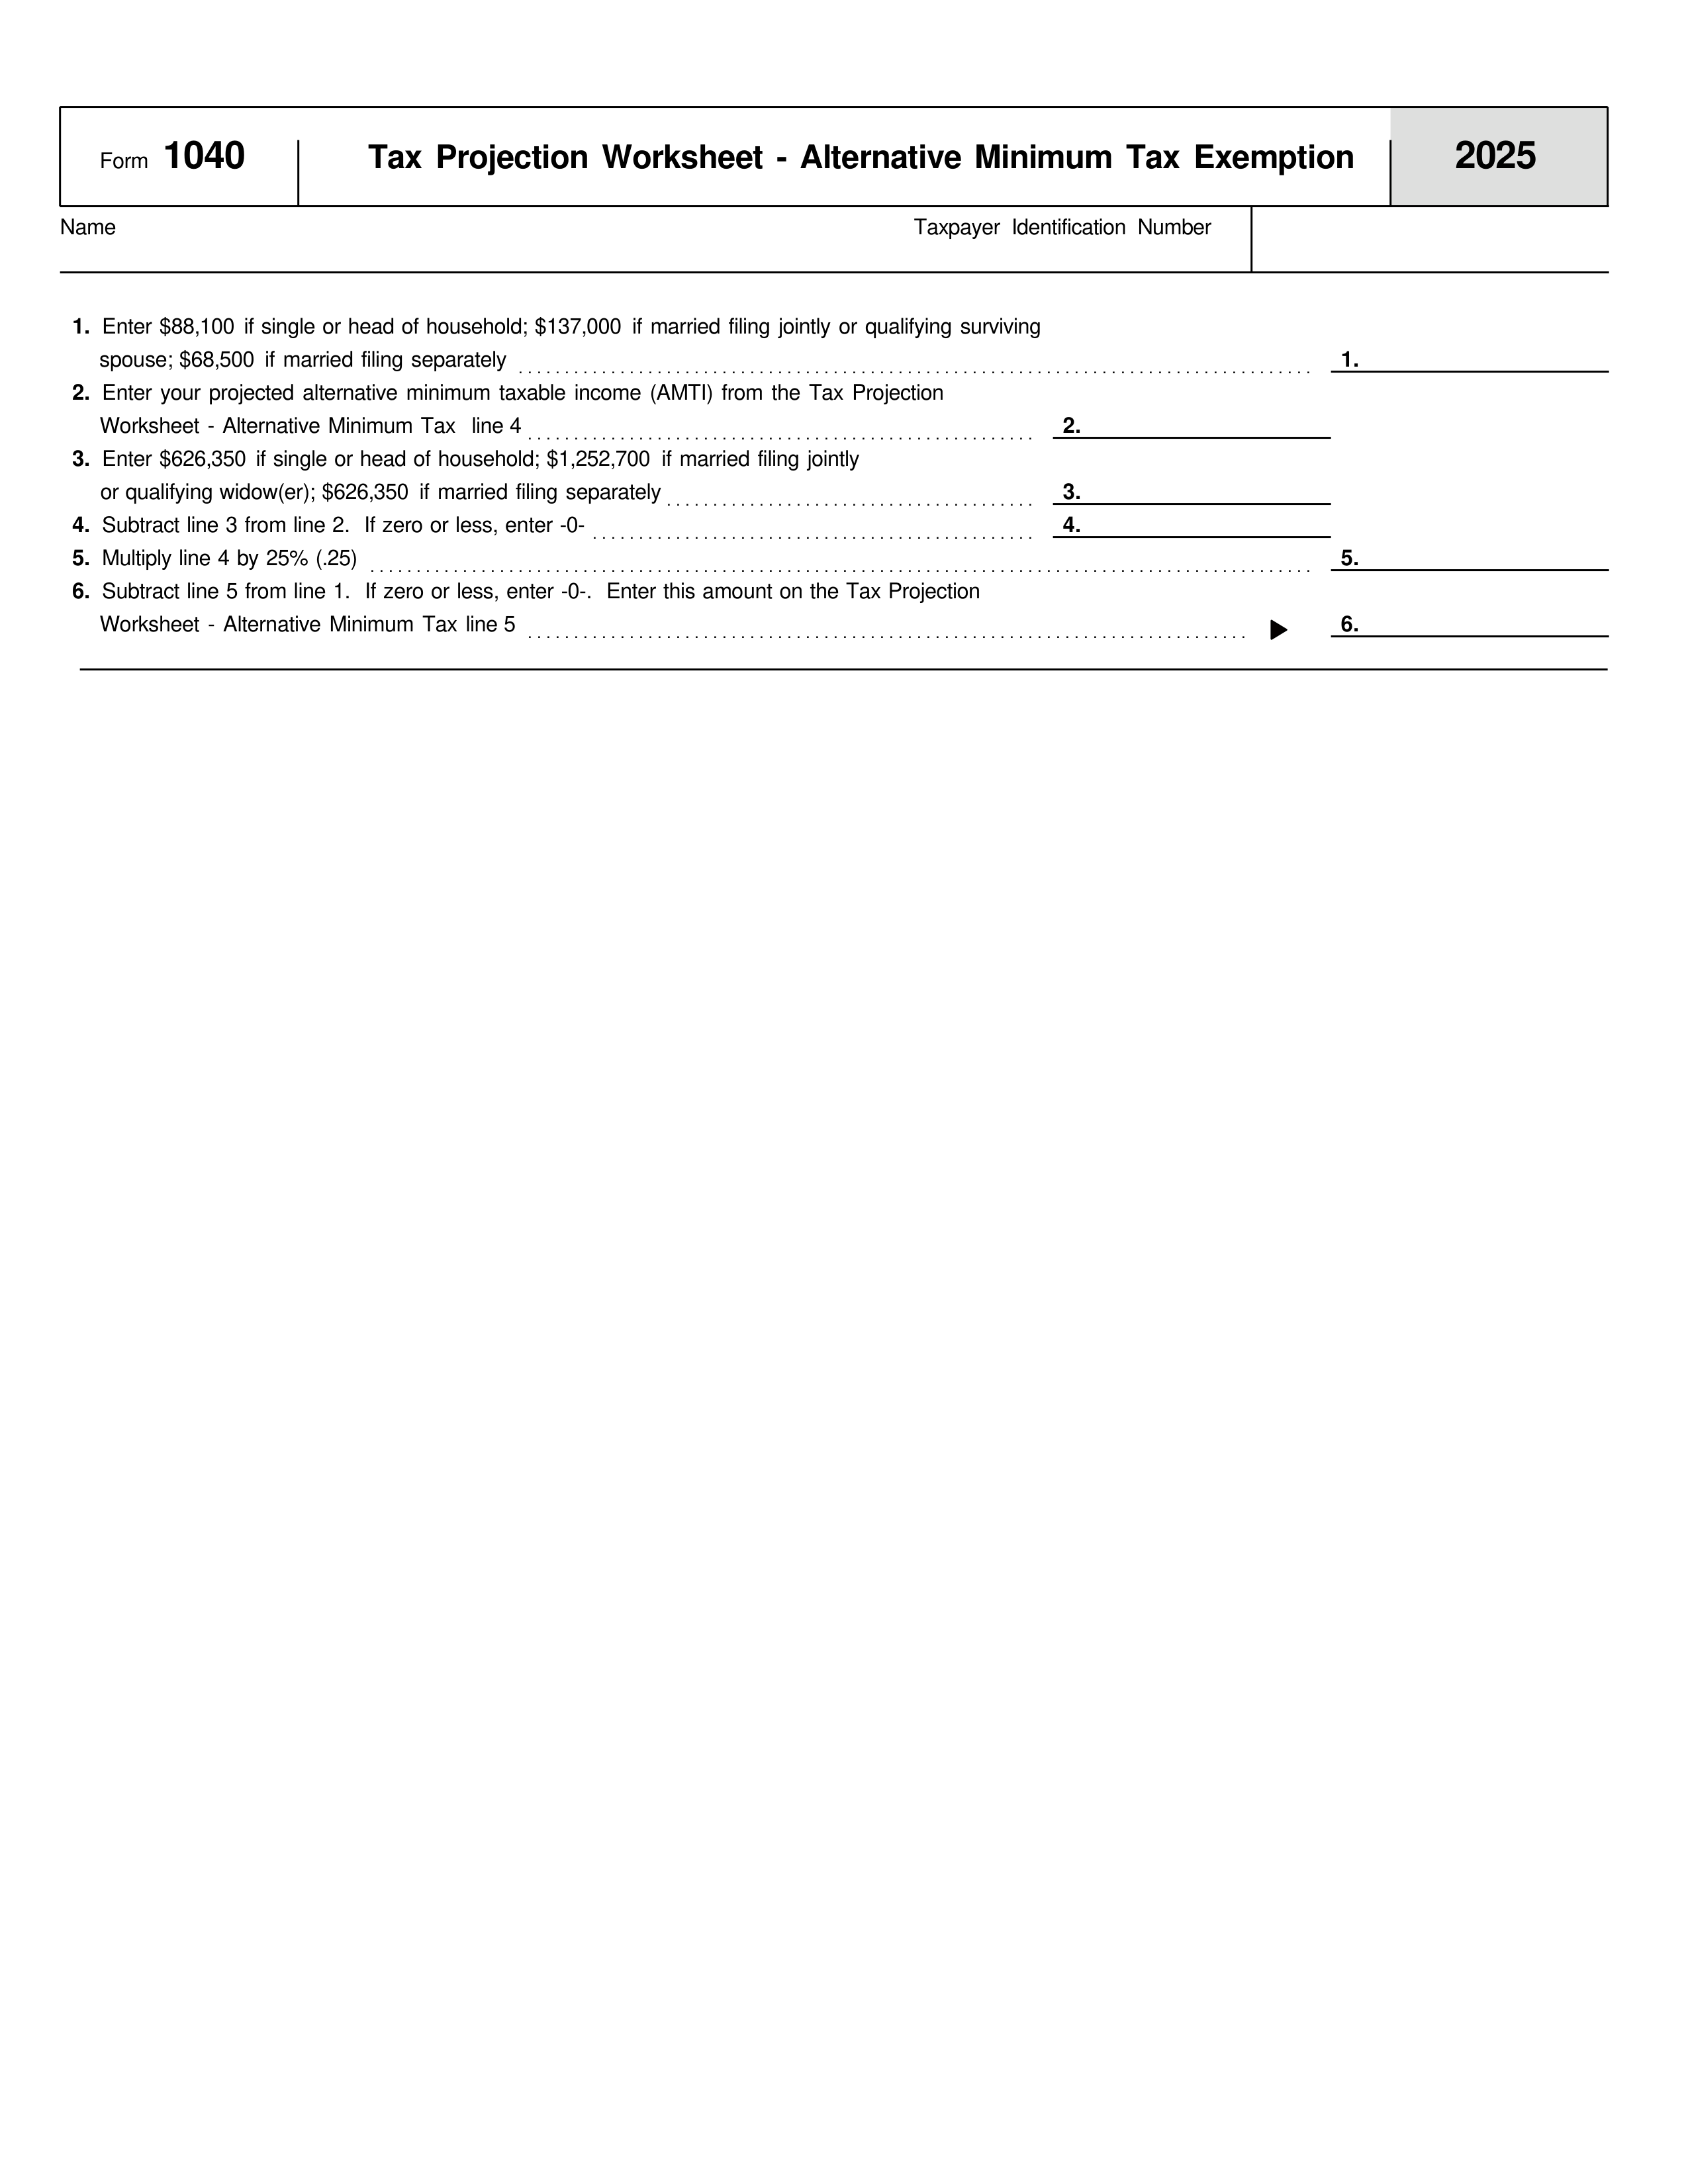 Form 1040 Tax Projection Worksheet - Alternative Minimum Tax Exemption 2025
Name Taxpayer Identification Number
1. Enter $88,100 if single or head of household; $137,000 if married filing jointly or qualifying surviving
spouse; $68,500 if married filing separately 1.
2. Enter your projected alternative minimum taxable income (AMTI) from the Tax Projection
Worksheet - Alternative Minimum Tax line 4 2.
3. Enter $626,350 if single or head of household; $1,252,700 if married filing jointly
or qualifying widow(er); $626,350 if married filing separately 3.
4. Subtract line 3 from line 2. If zero or less, enter -0- 4.
5. Multiply line 4 by 25% (.25) 5.
6. Subtract line 5 from line 1. If zero or less, enter -0-. Enter this amount on the Tax Projection
Worksheet - Alternative Minimum Tax line 5 6.